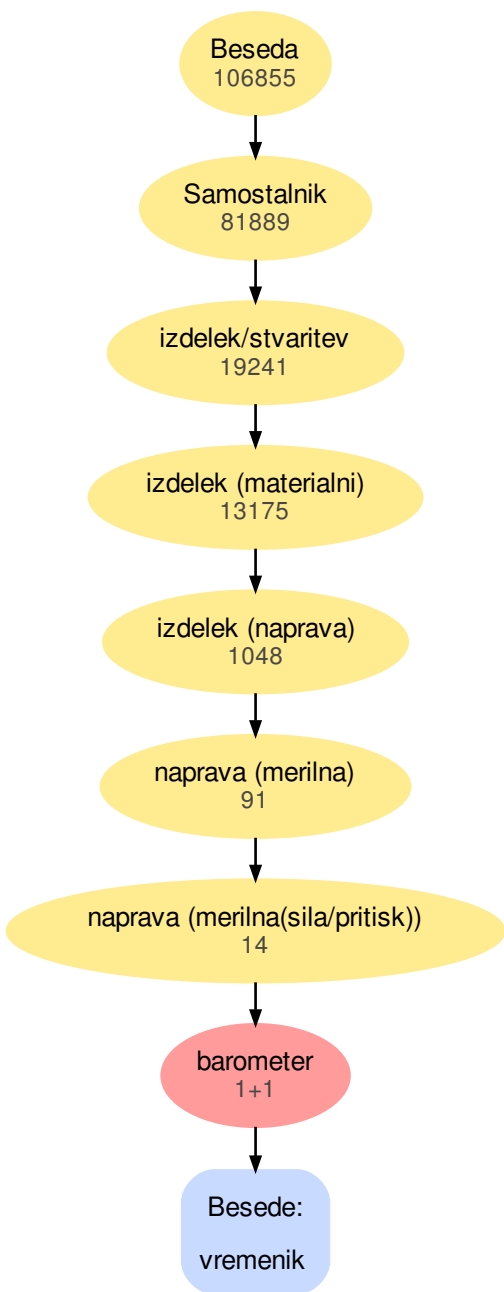 Beseda
106855
Samostalnik
81889
izdelek/stvaritev
19241
izdelek (materialni)
13175
izdelek (naprava)
1048
naprava (merilna)
91
naprava (merilna(sila/pritisk))
14
barometer
1+1
Besede:
vremenik